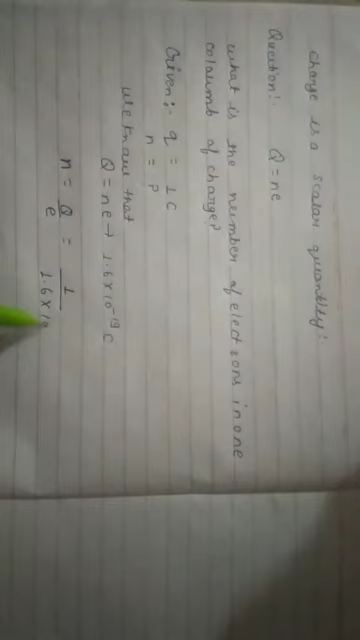 Charge is a scalar quantity!
Question! Q = ne
what is the number of electrons in one
colaumb of charge?
Given:- q = 1C
n = ?
we know that
Q = ne → 1.6 x 10⁻¹⁹ C
n = Q/e = 1/1.6 x 10